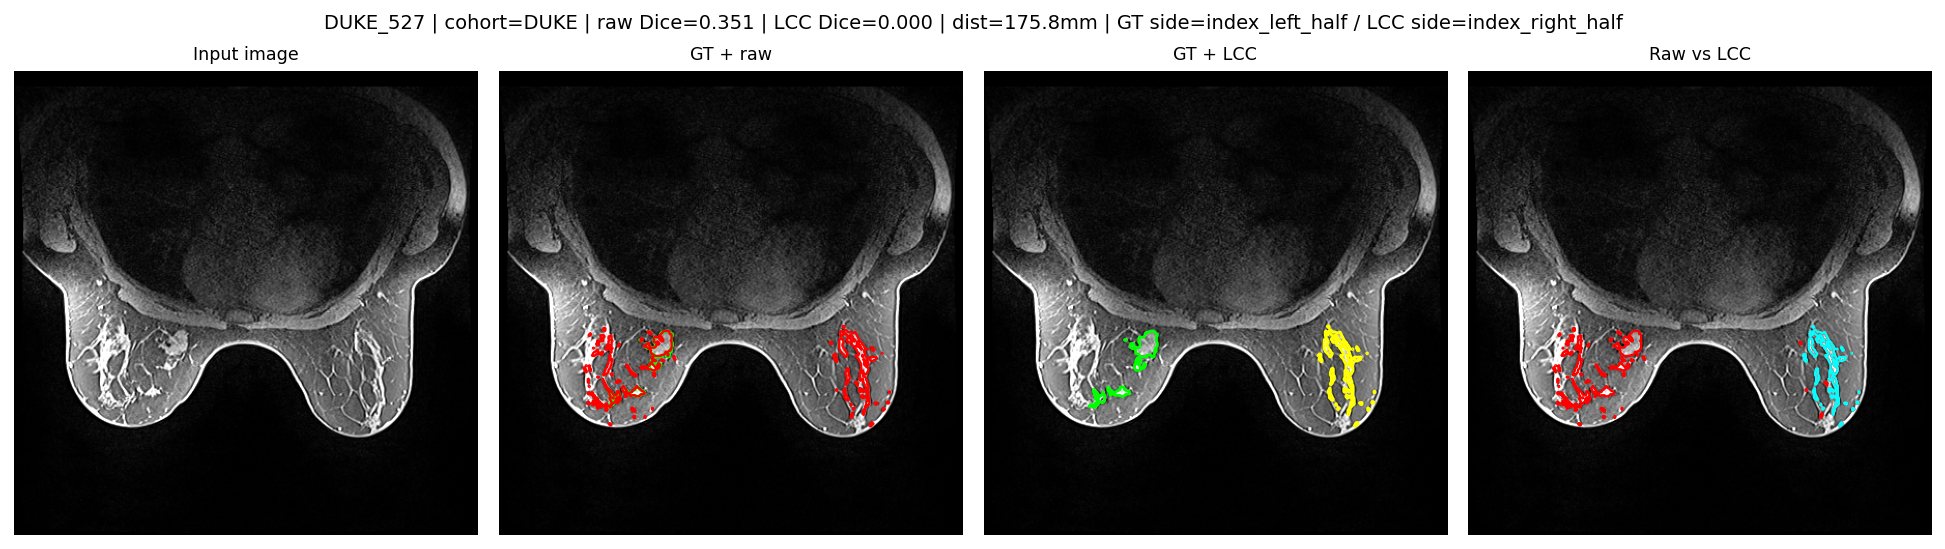 DUKE_527 | cohort=DUKE | raw Dice=0.351 | LCC Dice=0.000 | dist=175.8mm | GT side=index_left_half / LCC side=index_right_half
Input image
GT + raw
GT + LCC
Raw vs LCC